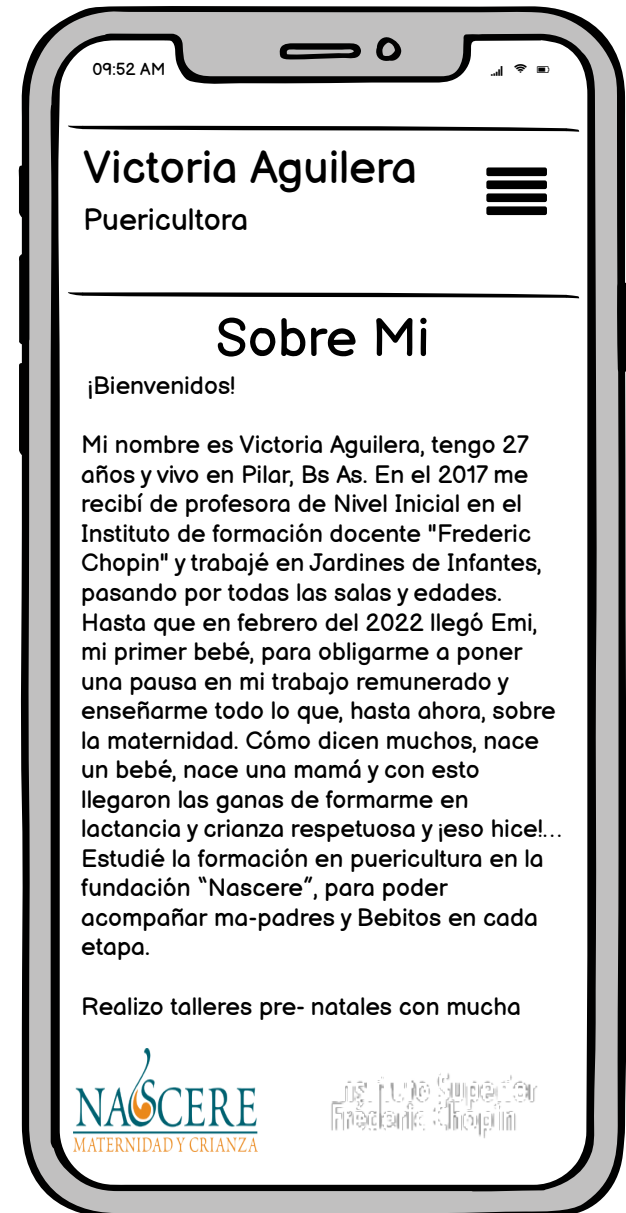 09:52 AM
Victoria Aguilera
Puericultora
Sobre Mi
¡Bienvenidos!
Mi nombre es Victoria Aguilera, tengo 27
años y vivo en Pilar, Bs As. En el 2017 me
recibí de profesora de Nivel Inicial en el
Instituto de formación docente "Frederic
Chopin" y trabajé en Jardines de Infantes,
pasando por todas las salas y edades.
Hasta que en febrero del 2022 llegó Emi,
mi primer bebé, para obligarme a poner
una pausa en mi trabajo remunerado y
enseñarme todo lo que, hasta ahora, sobre
la maternidad. Cómo dicen muchos, nace
un bebé, nace una mamá y con esto
llegaron las ganas de formarme en
lactancia y crianza respetuosa y ¡eso hice!...
Estudié la formación en puericultura en la
fundación “Nascere”, para poder
acompañar ma-padres y Bebitos en cada
etapa.
Realizo talleres pre- natales con mucha
NASCERE
MATERNIDAD Y CRIANZA
Instituto Superior
Frederic Chopin